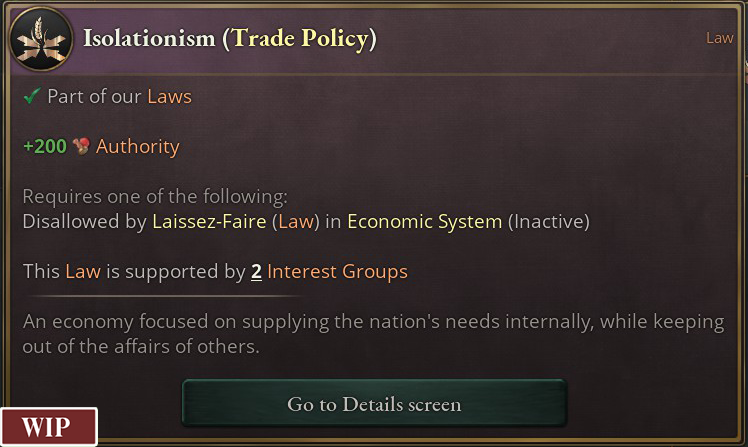 Isolationism (Trade Policy)
Law
Part of our Laws
+200 Authority
Requires one of the following:
Disallowed by Laissez-Faire (Law) in Economic System (Inactive)
This Law is supported by 2 Interest Groups
An economy focused on supplying the nation's needs internally, while keeping
out of the affairs of others.
Go to Details screen
WIP